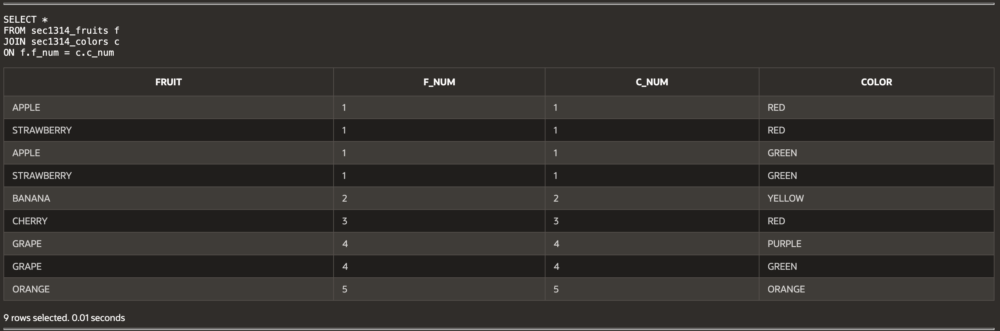 SELECT *
FROM sec1314_fruits f
JOIN sec1314_colors c
ON f.f_num = c.c_num
FRUIT F_NUM C_NUM COLOR
APPLE 1 1 RED
STRAWBERRY 1 1 RED
APPLE 1 1 GREEN
STRAWBERRY 1 1 GREEN
BANANA 2 2 YELLOW
CHERRY 3 3 RED
GRAPE 4 4 PURPLE
GRAPE 4 4 GREEN
ORANGE 5 5 ORANGE
9 rows selected. 0.01 seconds